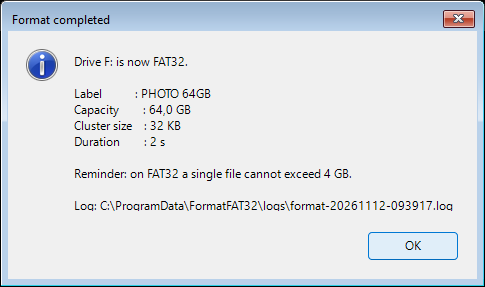 Format completed
Drive F: is now FAT32.
Label : PHOTO 64GB
Capacity : 64,0 GB
Cluster size : 32 KB
Duration : 2 s
Reminder: on FAT32 a single file cannot exceed 4 GB.
Log: C:\ProgramData\FormatFAT32\logs\format-20261112-093917.log
OK